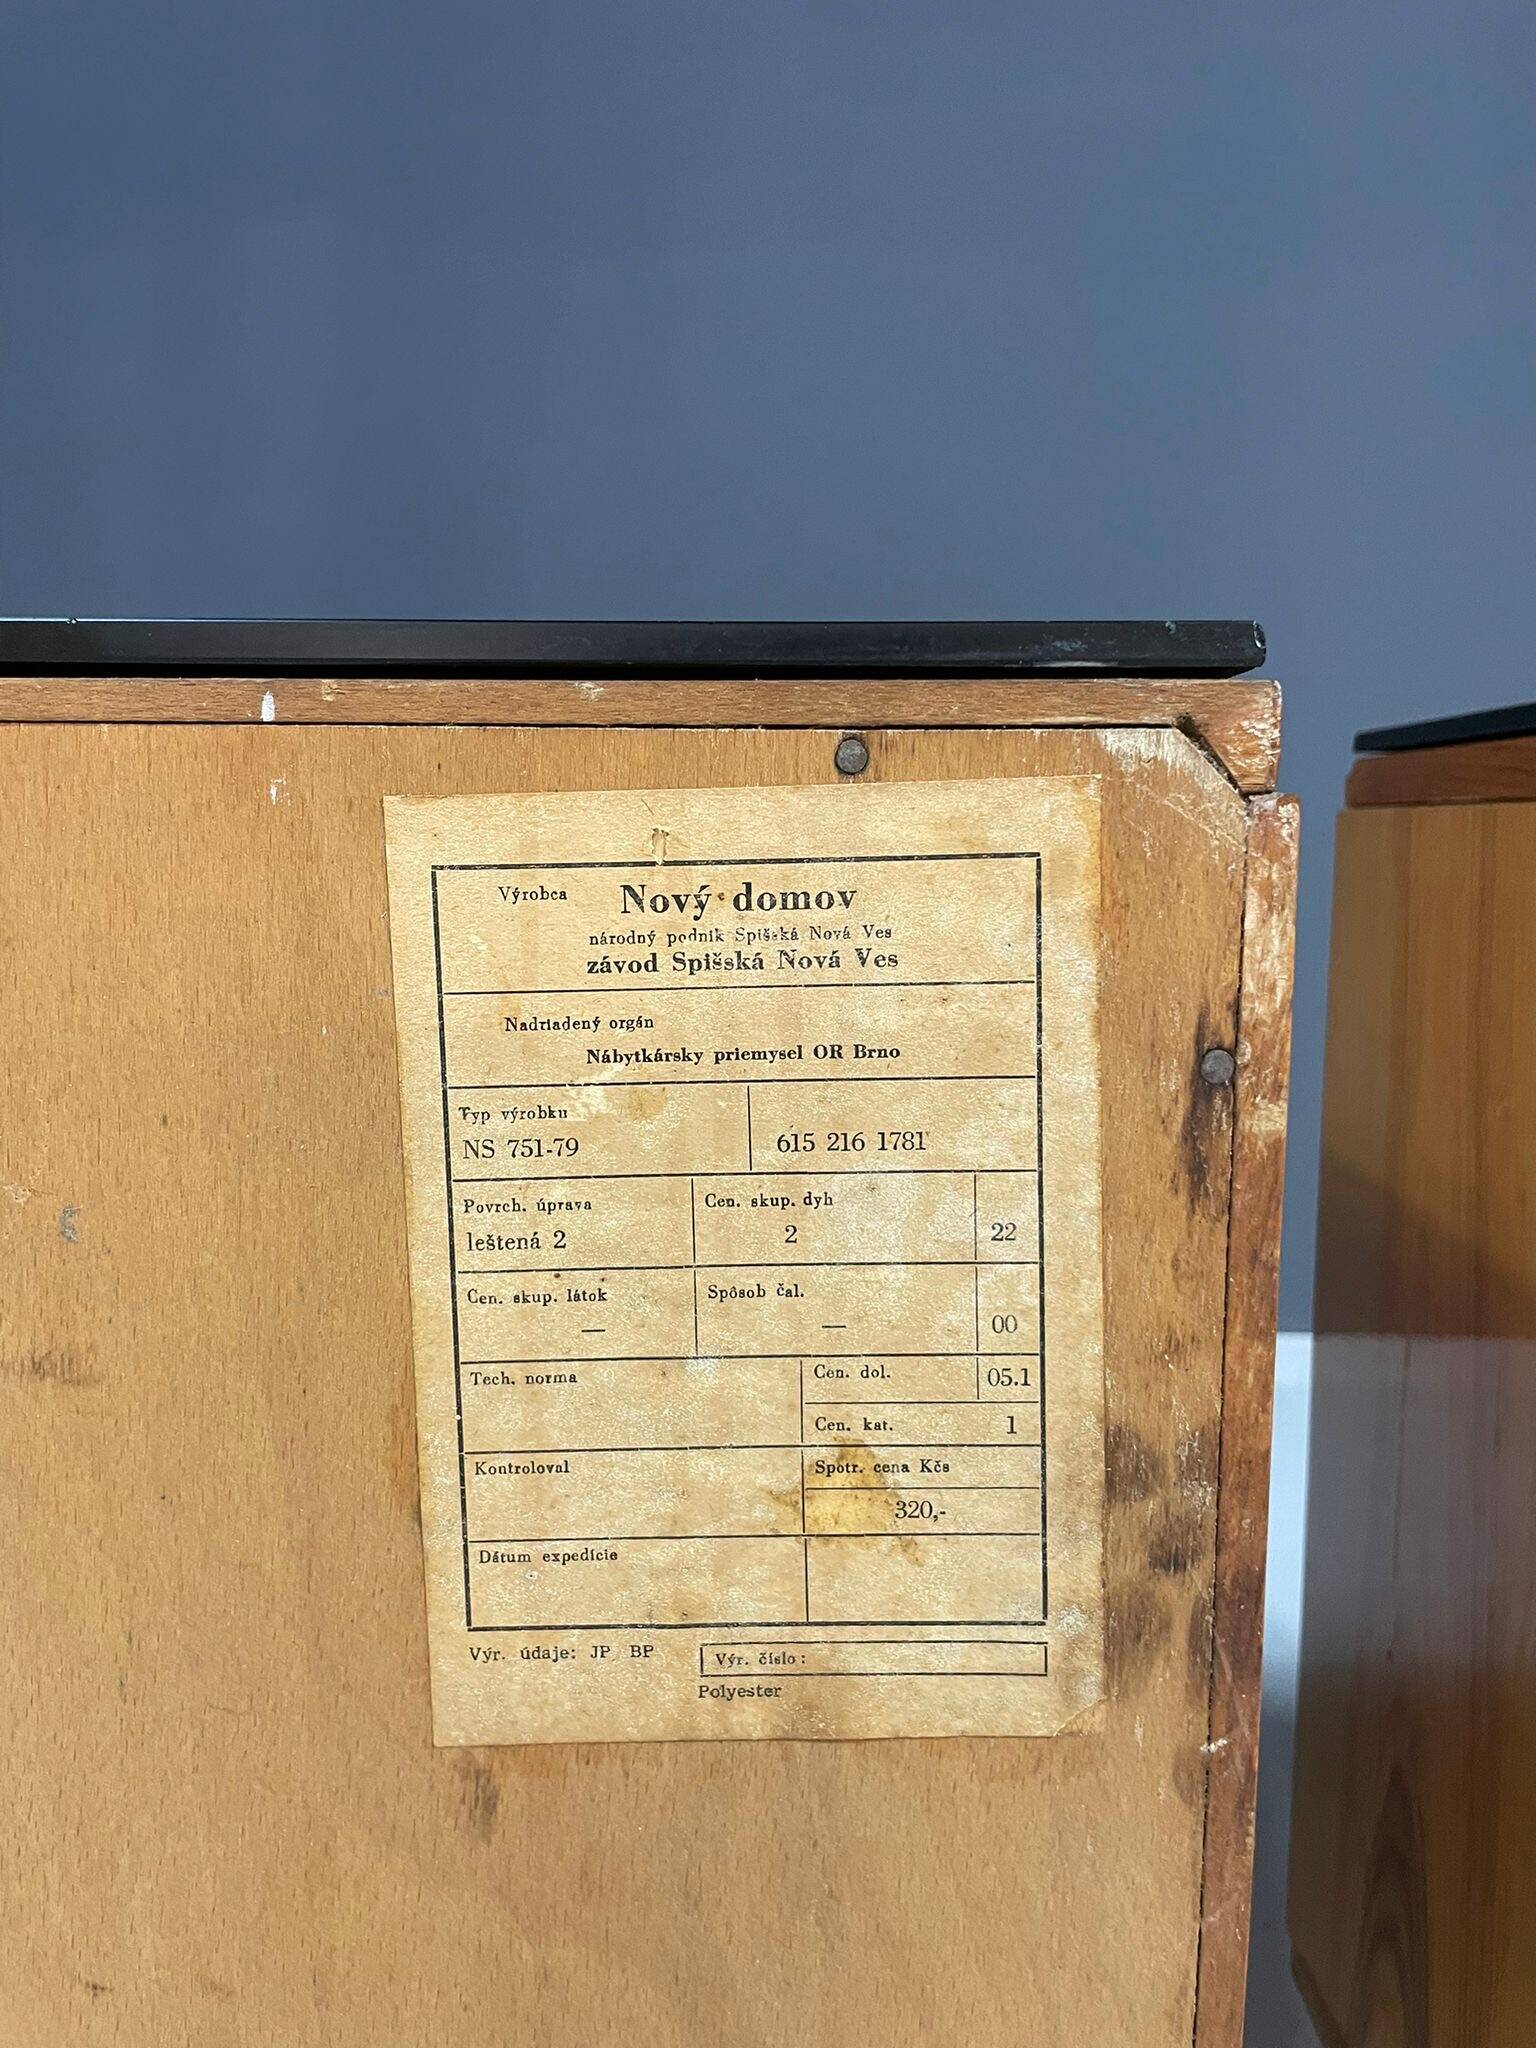 Výrobca Nový domov
národný podnik Spišská Nová Ves
závod Spišská Nová Ves
Nadriadený orgán
Nábytkársky priemysel OR Brno
Typ výrobku
NS 751-79 615 216 1781
Povrch. úprava Cen. skup. dyh
leštená 2 2 22
Cen. skup. látok Spôsob čal.
— — 00
Tech. norma Cen. dol. 05.1
Cen. kat. 1
Kontroloval Spotr. cena Kčs
320,-
Dátum expedície
Výr. údaje: JP BP Výr. číslo:
Polyester